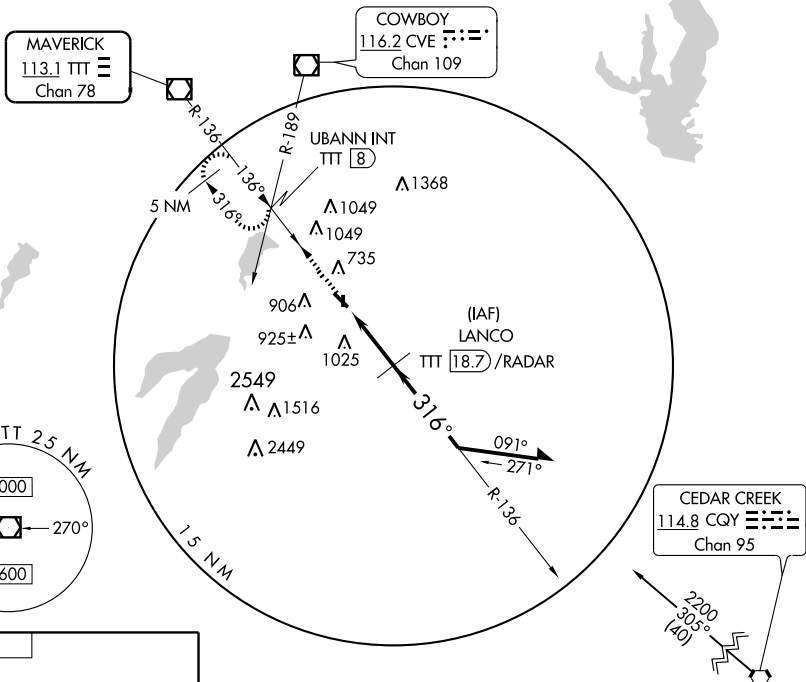 MAVERICK
113.1 TTT
Chan 78
COWBOY
116.2 CVE
Chan 109
R-136
R-189
UBANN INT
TTT 8
136°
316°
5 NM
1368
1049
1049
735
906
925±
1025
(IAF)
LANCO
TTT 18.7 /RADAR
2549
1516
2449
316°
091°
271°
R-136
15 NM
TT 25 NM
000
270°
600
CEDAR CREEK
114.8 CQY
Chan 95
2200
305°
(40)